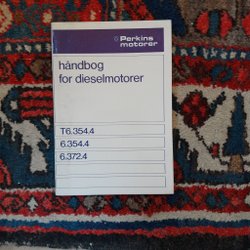 Perkins
motorer
håndbog
for dieselmotorer
T6.354.4
6.354.4
6.372.4